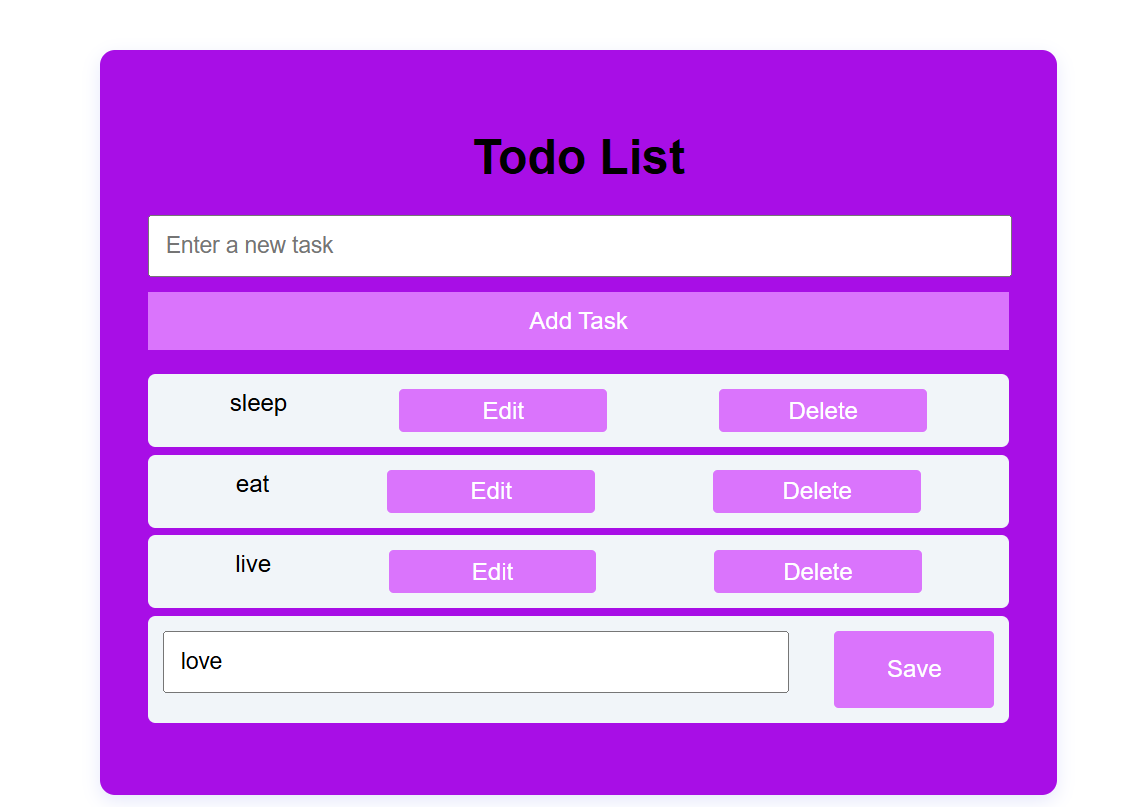 Todo List
Enter a new task
Add Task
sleep Edit Delete
eat Edit Delete
live Edit Delete
love Save